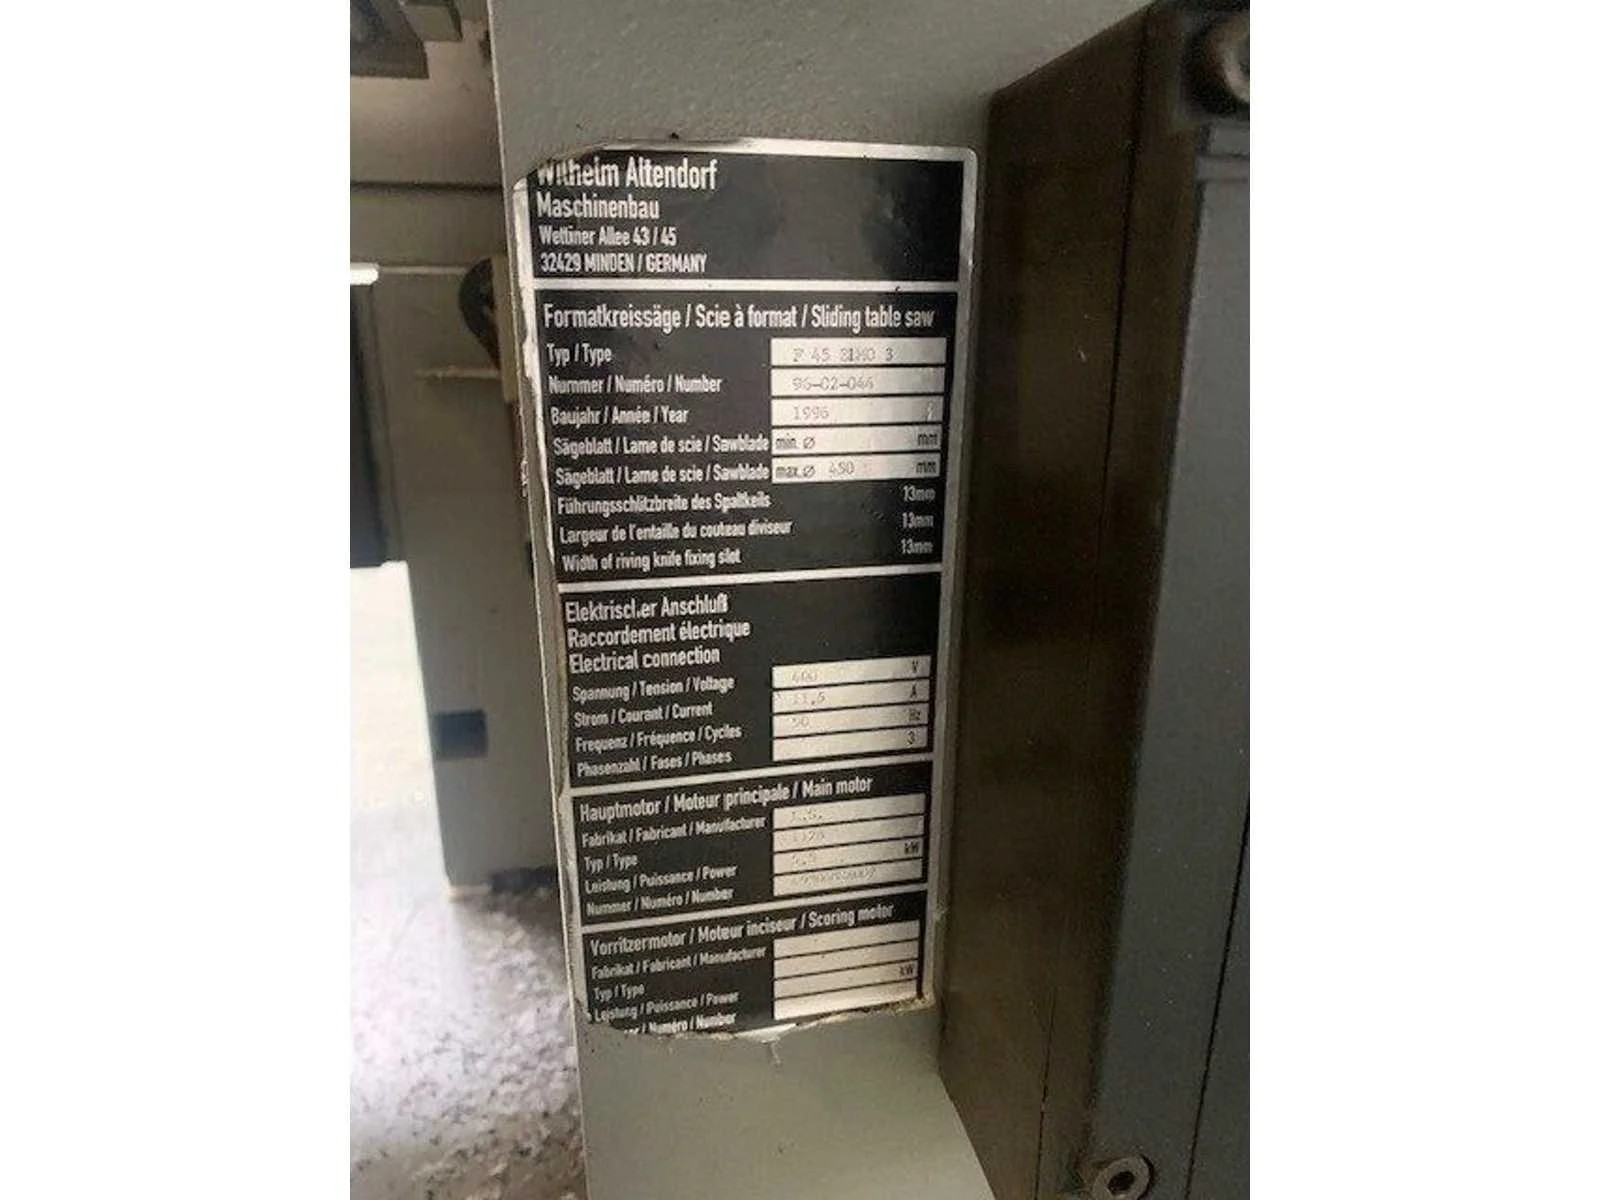 Wilhelm Altendorf
Maschinenbau
Wettiner Allee 43 / 45
32429 MINDEN / GERMANY
Formatkreissäge / Scie à format / Sliding table saw
Typ / Type F 45 ELMO 3
Nummer / Numéro / Number 96-02-044
Baujahr / Année / Year 1996
Sägeblatt / Lame de scie / Sawblade min. Ø mm
Sägeblatt / Lame de scie / Sawblade max. Ø 450 mm
Führungsschlitzbreite des Spaltkeils 13mm
Largeur de l'entaille du couteau diviseur 13mm
Width of riving knife fixing slot 13mm
Elektrischer Anschluß
Raccordement électrique
Electrical connection
Spannung / Tension / Voltage 400 V
Strom / Courant / Current 11,5 A
Frequenz / Fréquence / Cycles 50 Hz
Phasenzahl / Fases / Phases 3
Hauptmotor / Moteur principale / Main motor
Fabrikat / Fabricant / Manufacturer
Typ / Type
Leistung / Puissance / Power kW
Nummer / Numéro / Number
Vorritzermotor / Moteur inciseur / Scoring motor
Fabrikat / Fabricant / Manufacturer
Typ / Type
Leistung / Puissance / Power kW
/ Numéro / Number